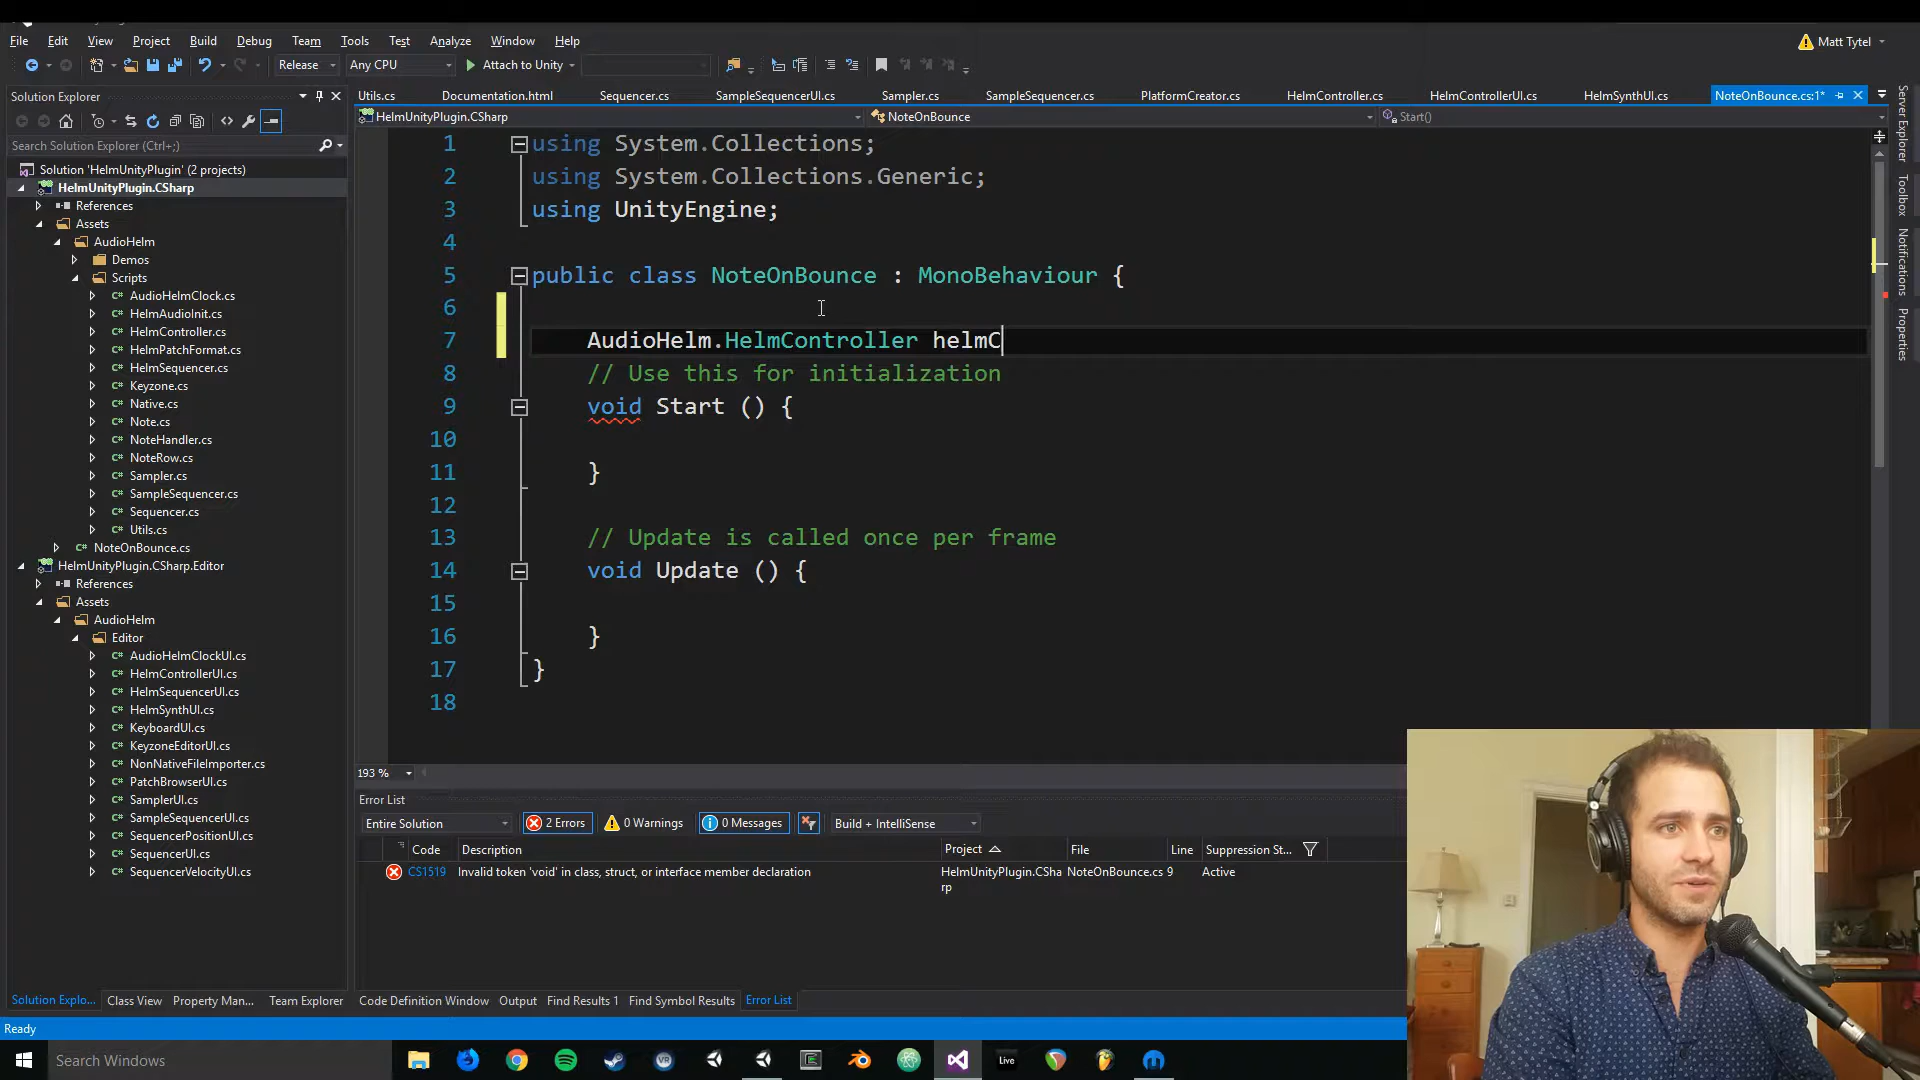 File Edit View Project Build Debug Team Tools Test Analyze Window Help
Matt Tytel
Release Any CPU Attach to Unity
Solution Explorer
Utils.cs Documentation.html Sequencer.cs SampleSequencerUI.cs Sampler.cs SampleSequencer.cs PlatformCreator.cs HelmController.cs HelmControllerUI.cs HelmSynthUI.cs NoteOnBounce.cs:1*
HelmUnityPlugin.CSharp NoteOnBounce Start()
Search Solution Explorer (Ctrl+;)
Solution 'HelmUnityPlugin' (2 projects)
HelmUnityPlugin.CSharp
References
Assets
AudioHelm
Demos
Scripts
AudioHelmClock.cs
HelmAudioInit.cs
HelmController.cs
HelmPatchFormat.cs
HelmSequencer.cs
Keyzone.cs
Native.cs
Note.cs
NoteHandler.cs
NoteRow.cs
Sampler.cs
SampleSequencer.cs
Sequencer.cs
Utils.cs
NoteOnBounce.cs
HelmUnityPlugin.CSharp.Editor
References
Assets
AudioHelm
Editor
AudioHelmClockUI.cs
HelmControllerUI.cs
HelmSequencerUI.cs
HelmSynthUI.cs
KeyboardUI.cs
KeyzoneEditorUI.cs
NonNativeFileImporter.cs
PatchBrowserUI.cs
SamplerUI.cs
SampleSequencerUI.cs
SequencerPositionUI.cs
SequencerUI.cs
SequencerVelocityUI.cs
1 using System.Collections;
2 using System.Collections.Generic;
3 using UnityEngine;
4
5 public class NoteOnBounce : MonoBehaviour {
6
7 AudioHelm.HelmController helmC
8 // Use this for initialization
9 void Start () {
10
11 }
12
13 // Update is called once per frame
14 void Update () {
15
16 }
17 }
18
193 %
Server Explorer
Toolbox
Notifications
Properties
Error List
Entire Solution 2 Errors 0 Warnings 0 Messages Build + IntelliSense
Code Description Project File Line Suppression St...
CS1519 Invalid token 'void' in class, struct, or interface member declaration HelmUnityPlugin.CSha NoteOnBounce.cs 9 Active
rp
Solution Explo... Class View Property Man... Team Explorer
Code Definition Window Output Find Results 1 Find Symbol Results Error List
Ready
Search Windows
Live